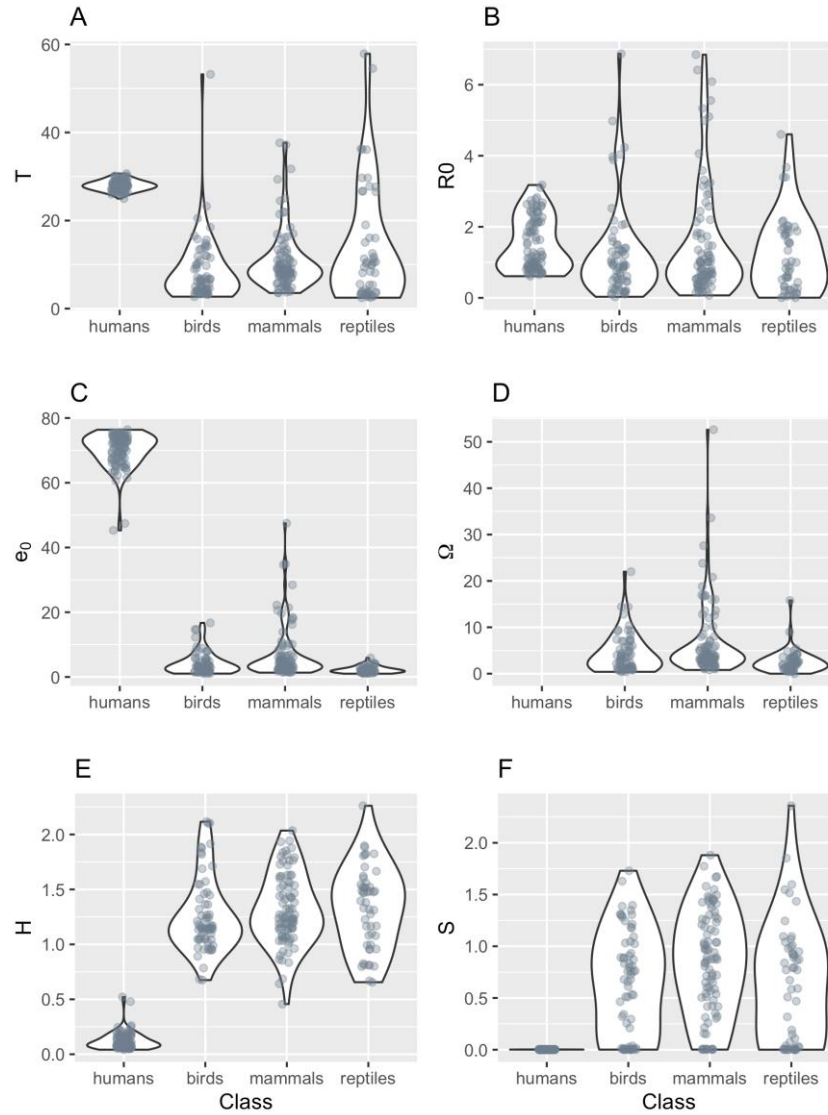 A
B
60
40
20
0
T
humans birds mammals reptiles
6
4
2
0
R0
humans birds mammals reptiles
C
D
80
60
40
20
0
e₀
humans birds mammals reptiles
50
40
30
20
10
0
Ω
humans birds mammals reptiles
E
F
2.0
1.5
1.0
0.5
0.0
H
humans birds mammals reptiles
Class
2.0
1.5
1.0
0.5
0.0
S
humans birds mammals reptiles
Class